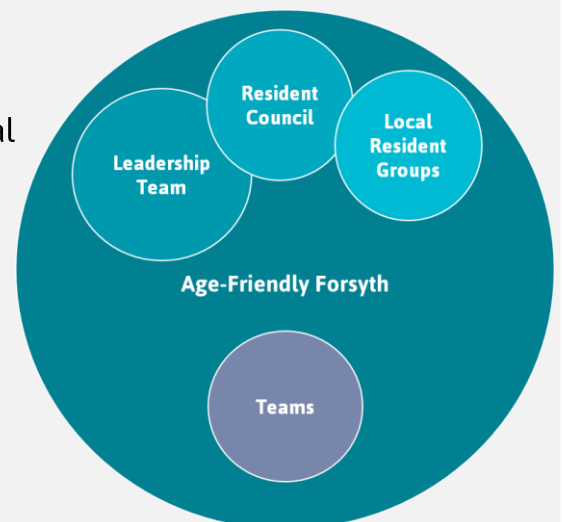 Resident
Council
Local
Resident
Groups
Leadership
Team
Age-Friendly Forsyth
Teams